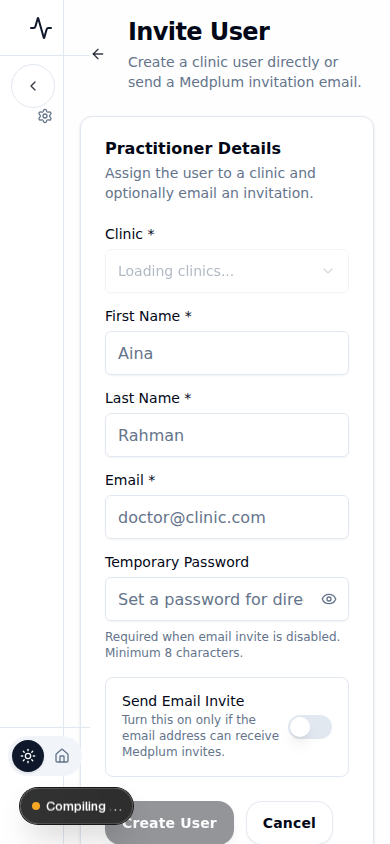 Invite User
Create a clinic user directly or
send a Medplum invitation email.
Practitioner Details
Assign the user to a clinic and
optionally email an invitation.
Clinic *
Loading clinics...
First Name *
Aina
Last Name *
Rahman
Email *
doctor@clinic.com
Temporary Password
Set a password for dire
Required when email invite is disabled.
Minimum 8 characters.
Send Email Invite
Turn this on only if the
email address can receive
Medplum invites.
Compiling ...
Create User
Cancel